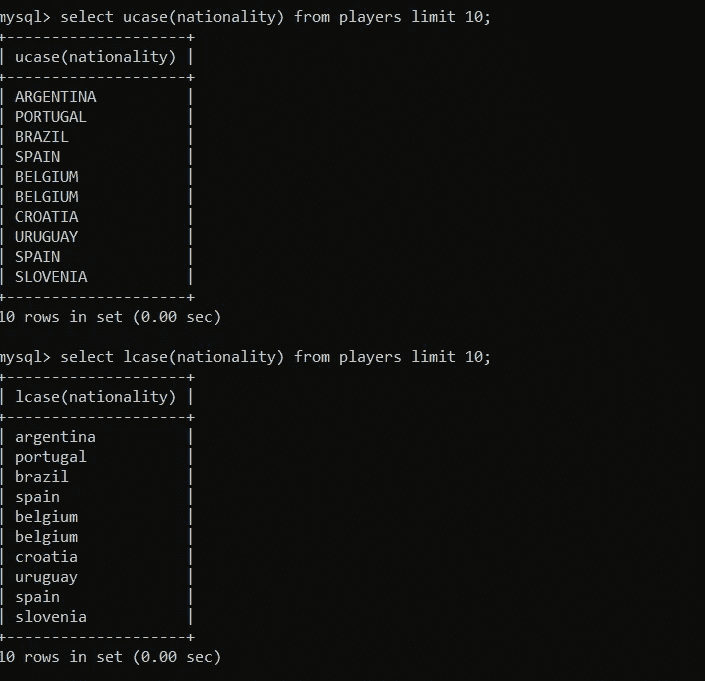 mysql> select ucase(nationality) from players limit 10;
+--------------------+
| ucase(nationality) |
+--------------------+
| ARGENTINA          |
| PORTUGAL           |
| BRAZIL             |
| SPAIN              |
| BELGIUM            |
| BELGIUM            |
| CROATIA            |
| URUGUAY            |
| SPAIN              |
| SLOVENIA           |
+--------------------+
10 rows in set (0.00 sec)

mysql> select lcase(nationality) from players limit 10;
+--------------------+
| lcase(nationality) |
+--------------------+
| argentina          |
| portugal           |
| brazil             |
| spain              |
| belgium            |
| belgium            |
| croatia            |
| uruguay            |
| spain              |
| slovenia           |
+--------------------+
10 rows in set (0.00 sec)